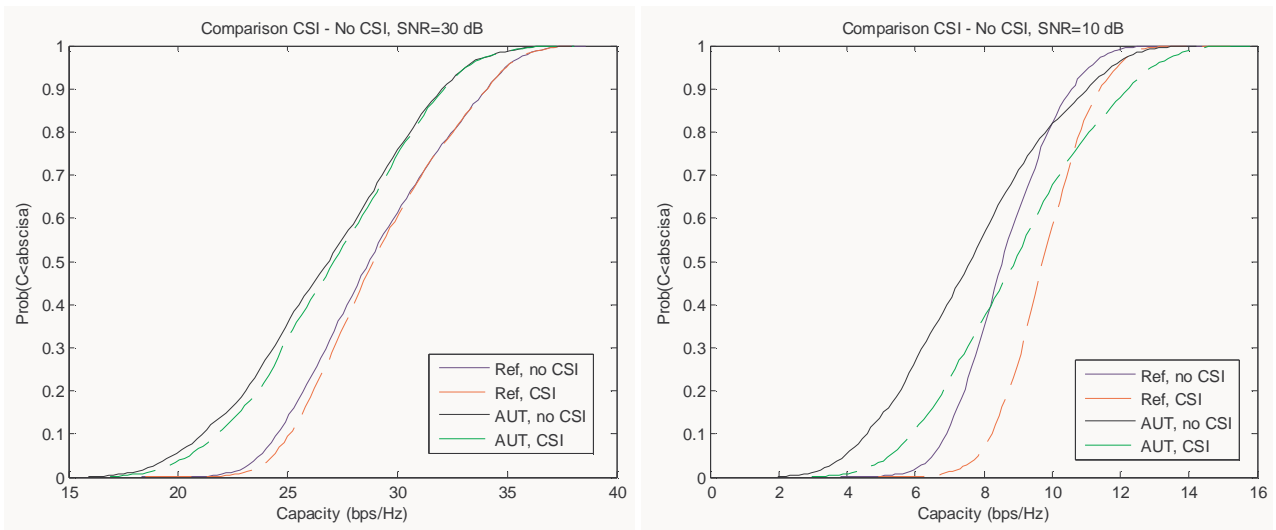 Comparison CSI - No CSI, SNR=30 dB
Prob(C<abscisa)
1
0.9
0.8
0.7
0.6
0.5
0.4
0.3
0.2
0.1
0
15 20 25 30 35 40
Capacity (bps/Hz)
Ref, no CSI
Ref, CSI
AUT, no CSI
AUT, CSI
Comparison CSI - No CSI, SNR=10 dB
Prob(C<abscisa)
1
0.9
0.8
0.7
0.6
0.5
0.4
0.3
0.2
0.1
0
0 2 4 6 8 10 12 14 16
Capacity (bps/Hz)
Ref, no CSI
Ref, CSI
AUT, no CSI
AUT, CSI